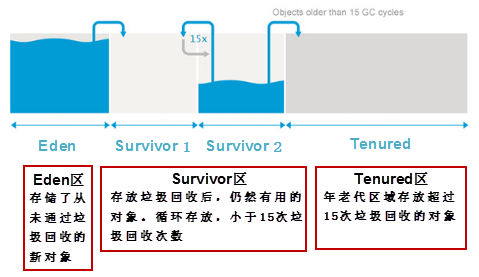 Objects older than 15 GC cycles
15x
Eden
Survivor 1
Survivor 2
Tenured
Eden区
存储了从
未通过垃
圾回收的
新对象
Survivor区
存放垃圾回收后，仍然有用的
对象。循环存放，小于15次垃
圾回收次数
Tenured区
年老代区域存放超过
15次垃圾回收的对象